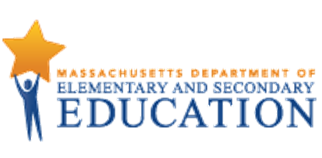 MASSACHUSETTS DEPARTMENT OF
ELEMENTARY AND SECONDARY
EDUCATION